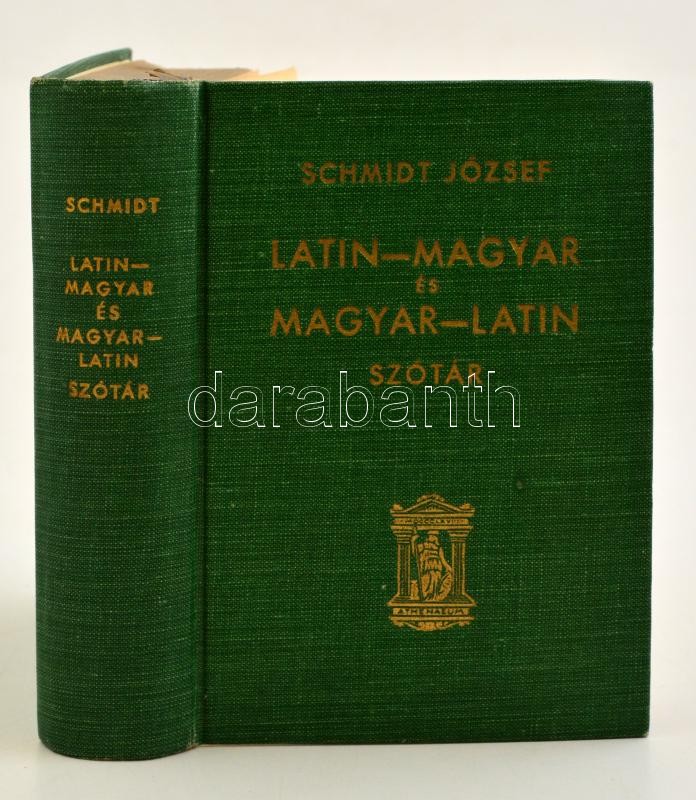 SCHMIDT
LATIN—
MAGYAR
ÉS
MAGYAR—
LATIN
SZÓTÁR
SCHMIDT JÓZSEF
LATIN—MAGYAR
ÉS
MAGYAR—LATIN
SZÓTÁR
darabanth
ATHENAEUM